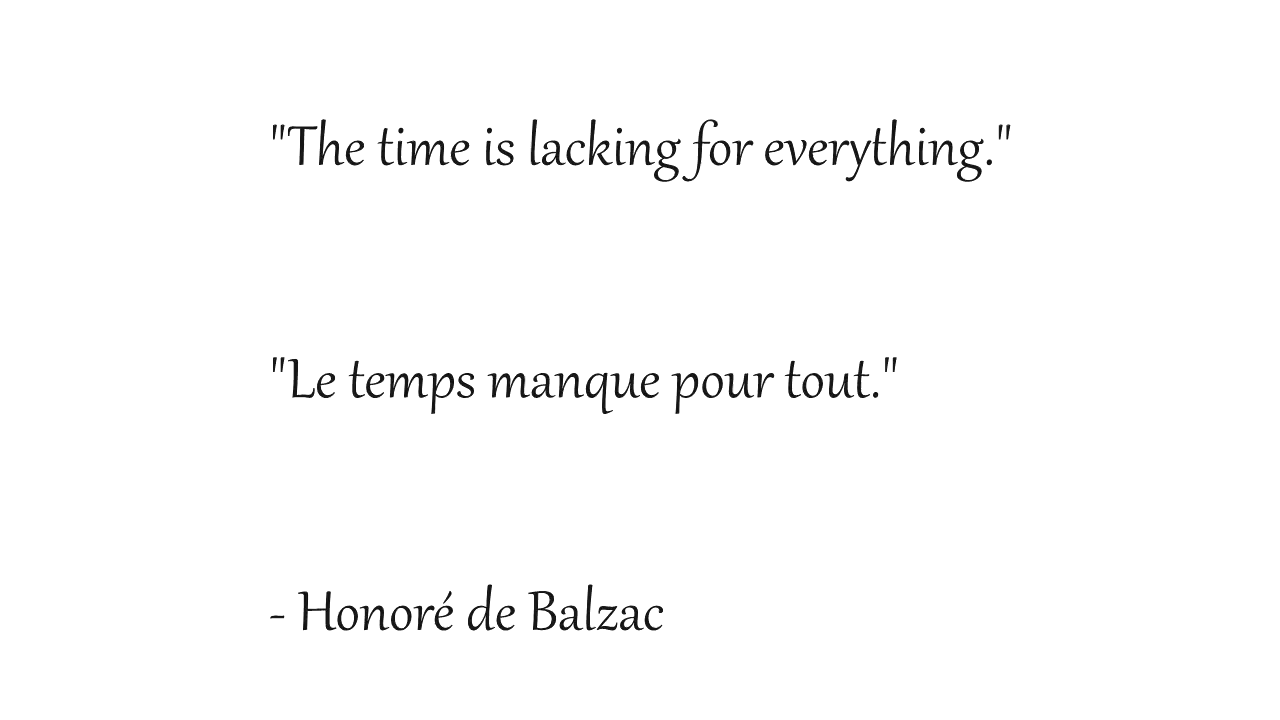 "The time is lacking for everything."
"Le temps manque pour tout."
- Honoré de Balzac